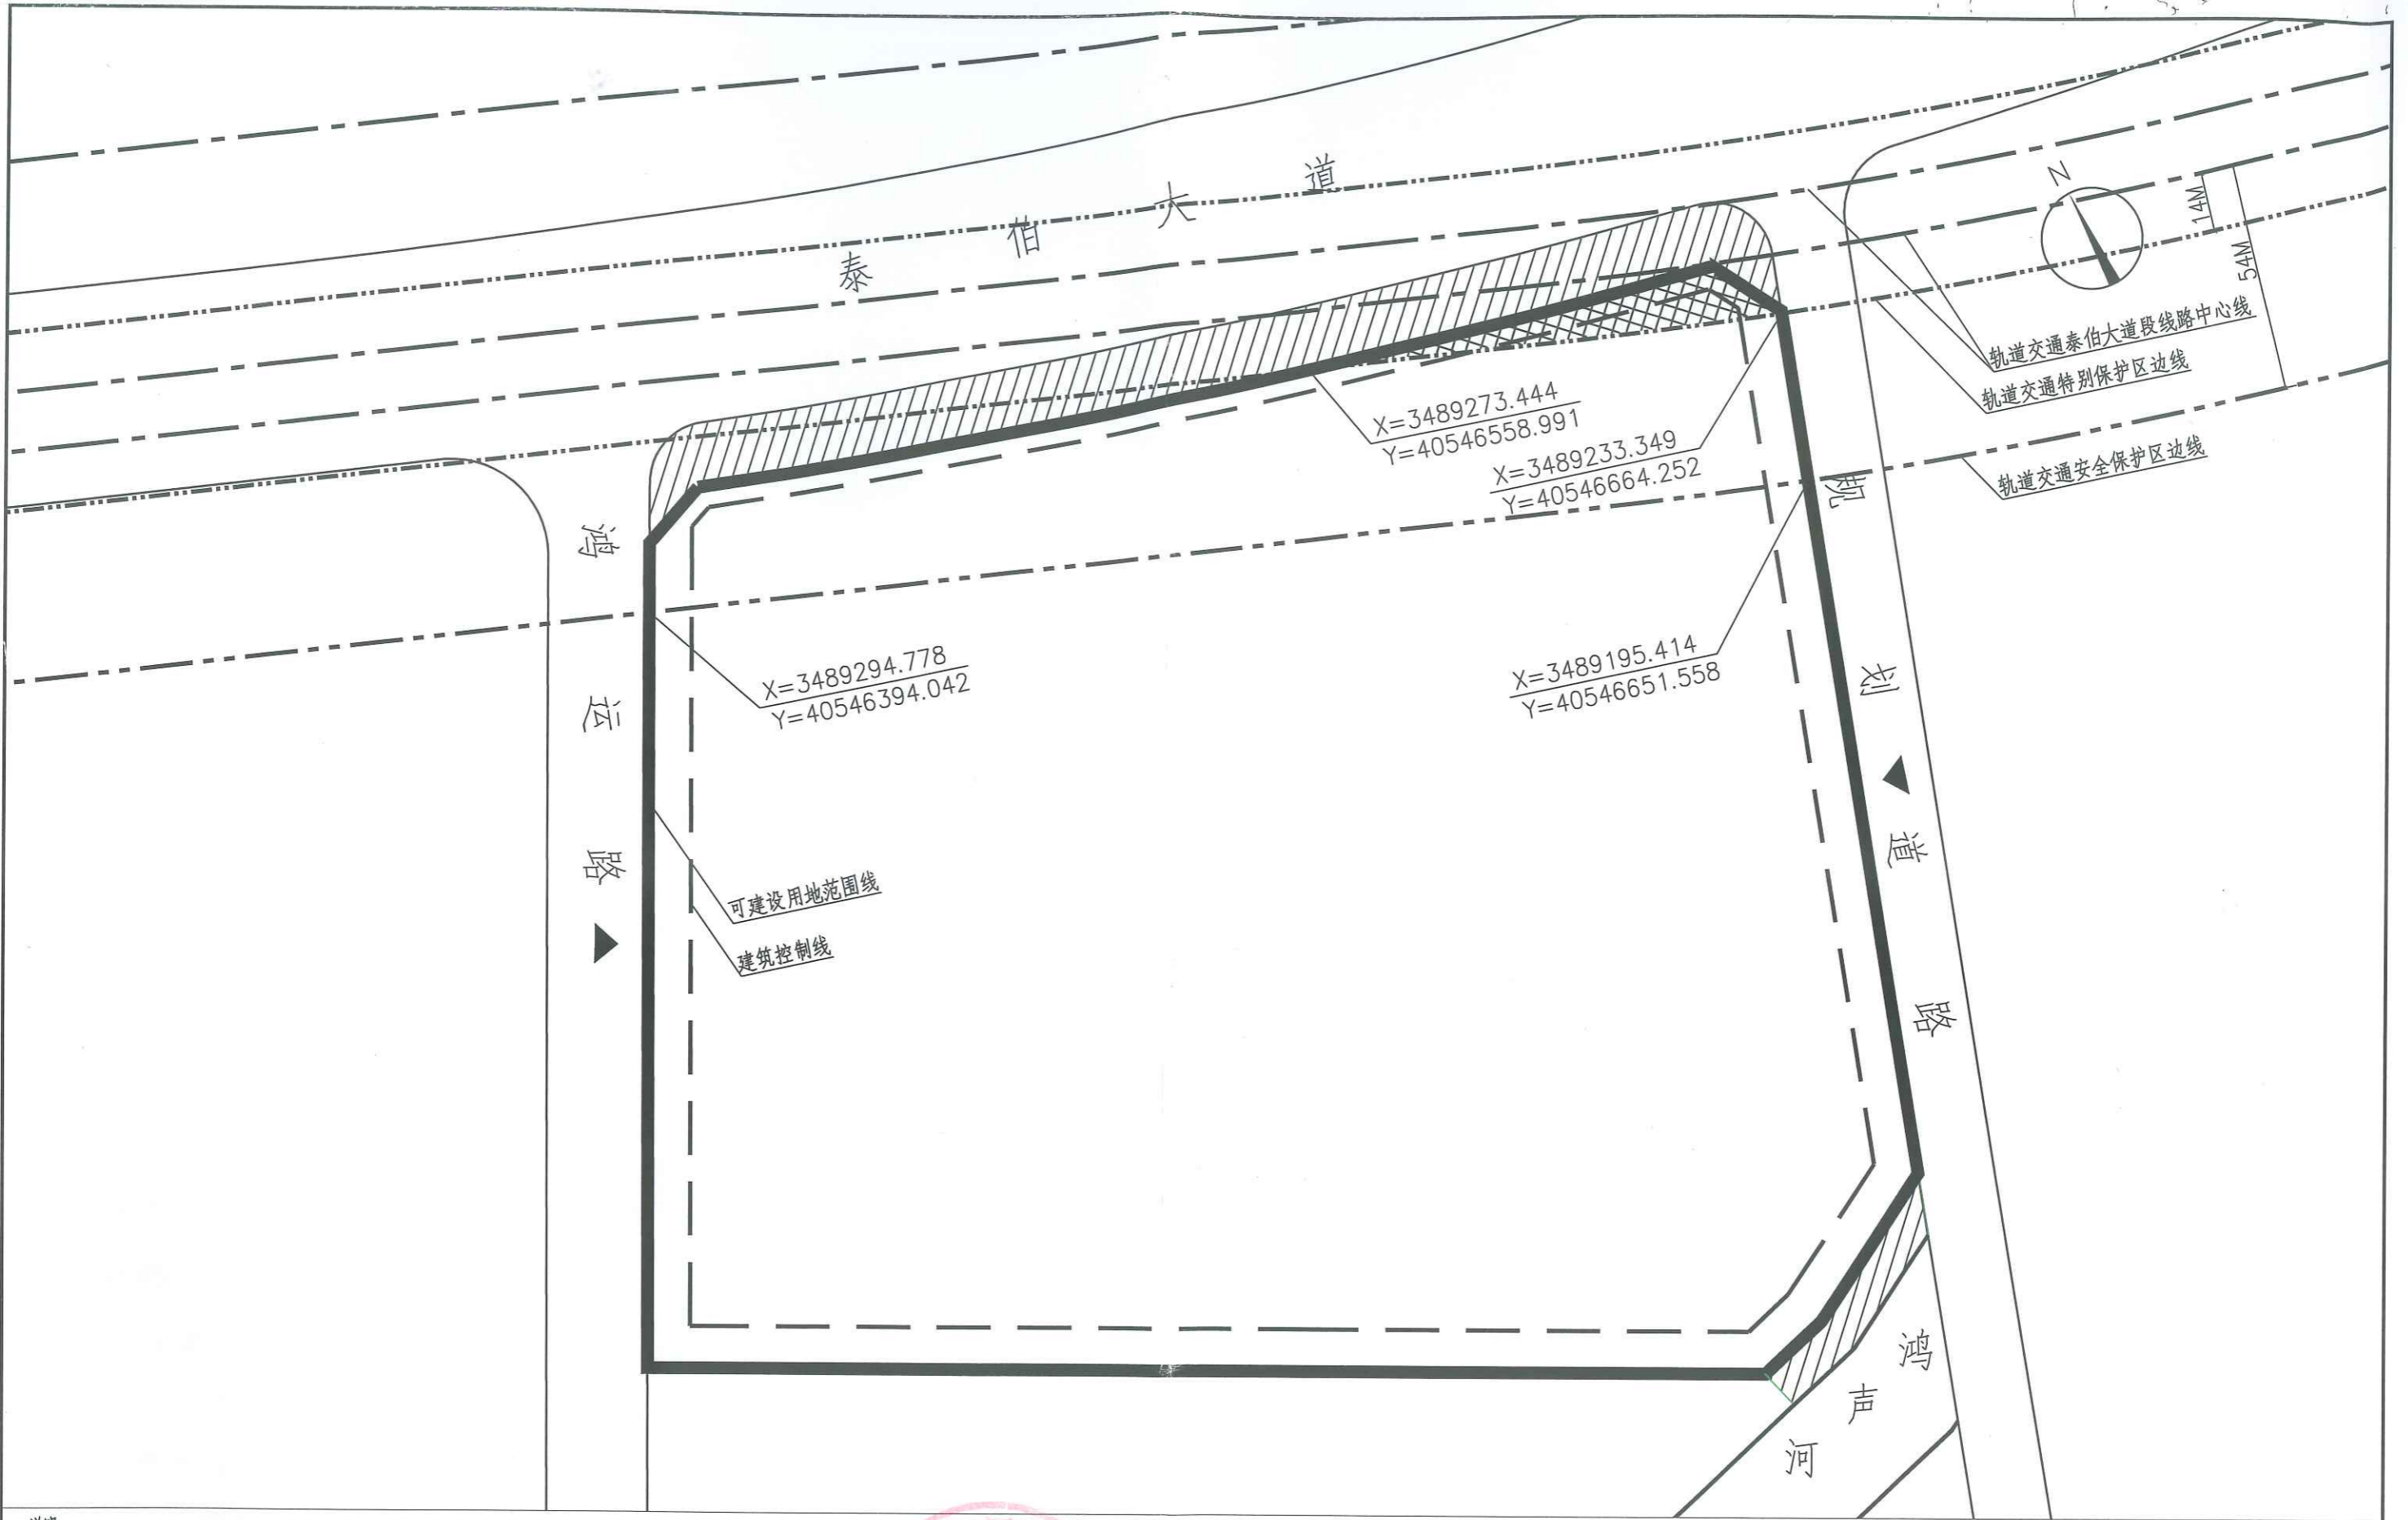 泰伯大道
N
14M
54M
轨道交通泰伯大道段线路中心线
轨道交通特别保护区边线
轨道交通安全保护区边线
X=3489273.444
Y=40546558.991
X=3489233.349
Y=40546664.252
X=3489294.778
Y=40546394.042
X=3489195.414
Y=40546651.558
鸿运路
规划道路
可建设用地范围线
建筑控制线
鸿声河